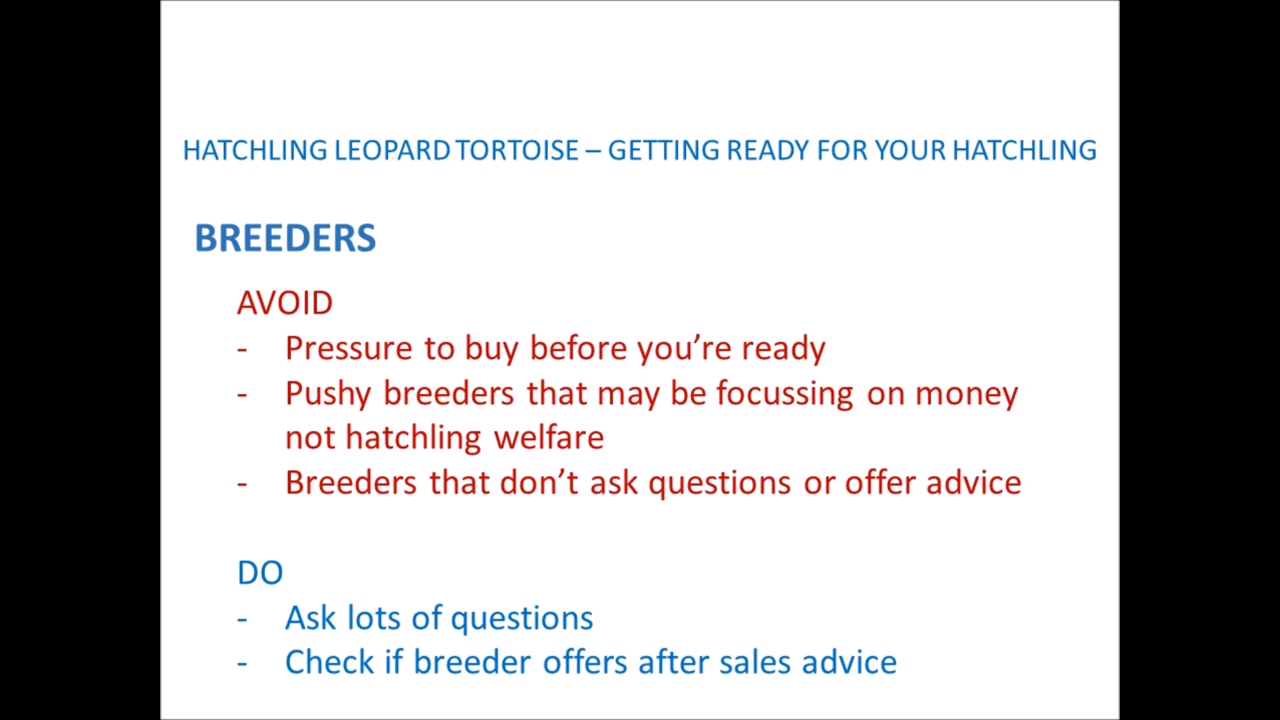 HATCHLING LEOPARD TORTOISE – GETTING READY FOR YOUR HATCHLING
BREEDERS
AVOID
- Pressure to buy before you’re ready
- Pushy breeders that may be focussing on money
not hatchling welfare
- Breeders that don’t ask questions or offer advice
DO
- Ask lots of questions
- Check if breeder offers after sales advice